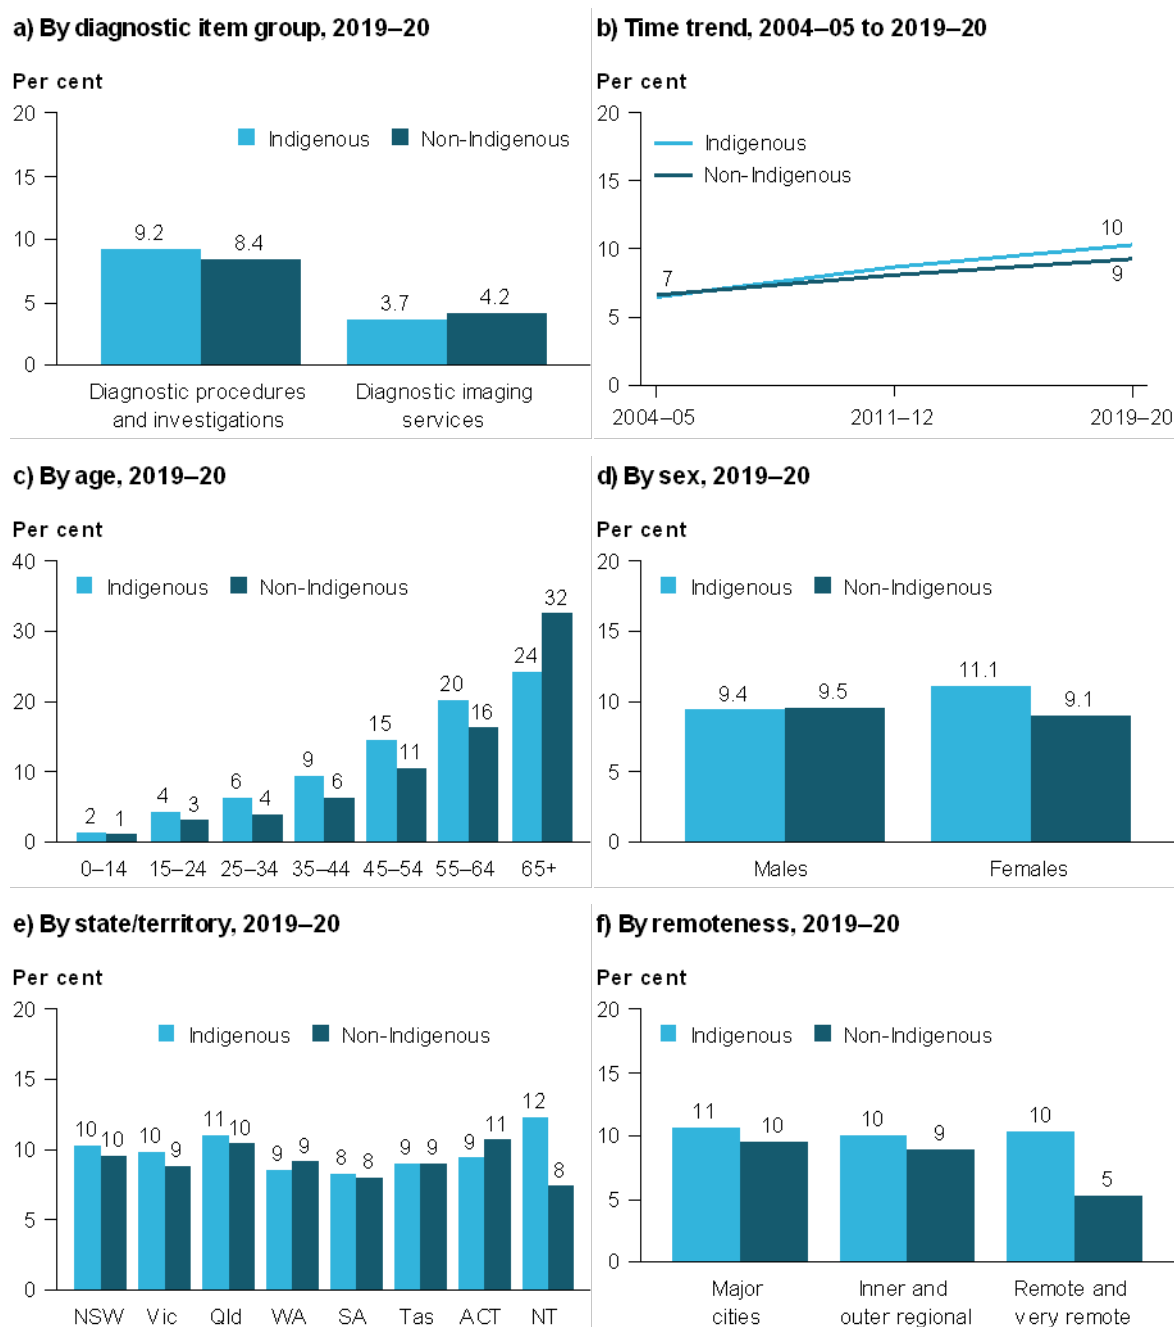 a) By diagnostic item group, 2019–20
Per cent
20
15
10
5
0
Indigenous
Non-Indigenous
9.2
8.4
3.7
4.2
Diagnostic procedures
and investigations
Diagnostic imaging
services
b) Time trend, 2004–05 to 2019–20
Per cent
20
15
10
5
0
Indigenous
Non-Indigenous
7
10
9
2004–05
2011–12
2019–20
c) By age, 2019–20
Per cent
40
30
20
10
0
Indigenous
Non-Indigenous
2
1
4
3
6
4
9
6
15
11
20
16
24
32
0–14
15–24
25–34
35–44
45–54
55–64
65+
d) By sex, 2019–20
Per cent
20
15
10
5
0
Indigenous
Non-Indigenous
9.4
9.5
11.1
9.1
Males
Females
e) By state/territory, 2019–20
Per cent
20
15
10
5
0
Indigenous
Non-Indigenous
10
10
10
9
11
10
9
9
8
8
9
9
9
11
12
8
NSW
Vic
Qld
WA
SA
Tas
ACT
NT
f) By remoteness, 2019–20
Per cent
20
15
10
5
0
Indigenous
Non-Indigenous
11
10
10
9
10
5
Major
cities
Inner and
outer regional
Remote and
very remote